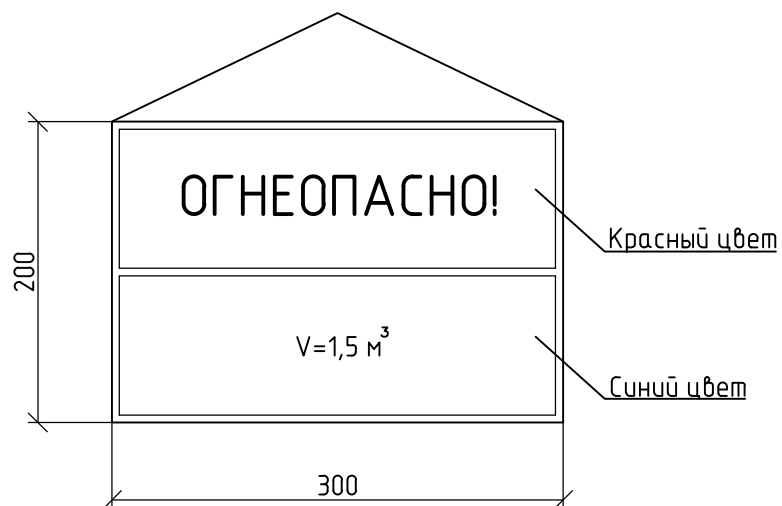 ОГНЕОПАСНО!
Красный цвет
200
V=1,5 м³
Синий цвет
300